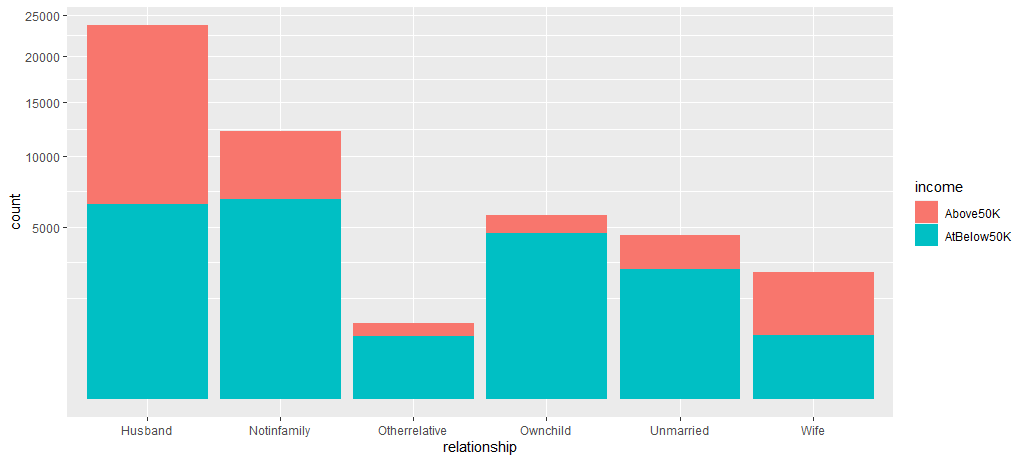 25000
20000
15000
10000
5000
count
Husband
Notinfamily
Otherrelative
Ownchild
Unmarried
Wife
relationship
income
Above50K
AtBelow50K